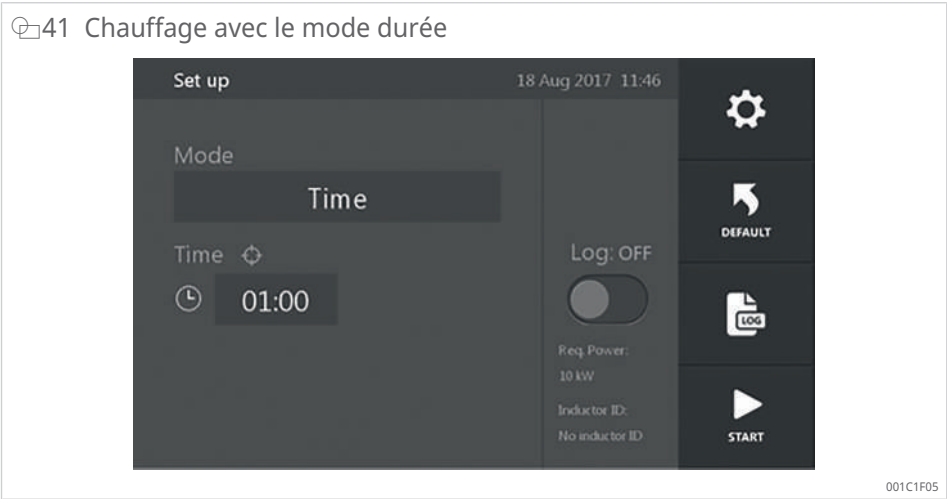 41 Chauffage avec le mode durée
Set up
18 Aug 2017 11:46
Mode
Time
Time
01:00
Log: OFF
Req. Power:
10 kW
Inductor ID:
No inductor ID
DEFAULT
LOG
START
001C1F05